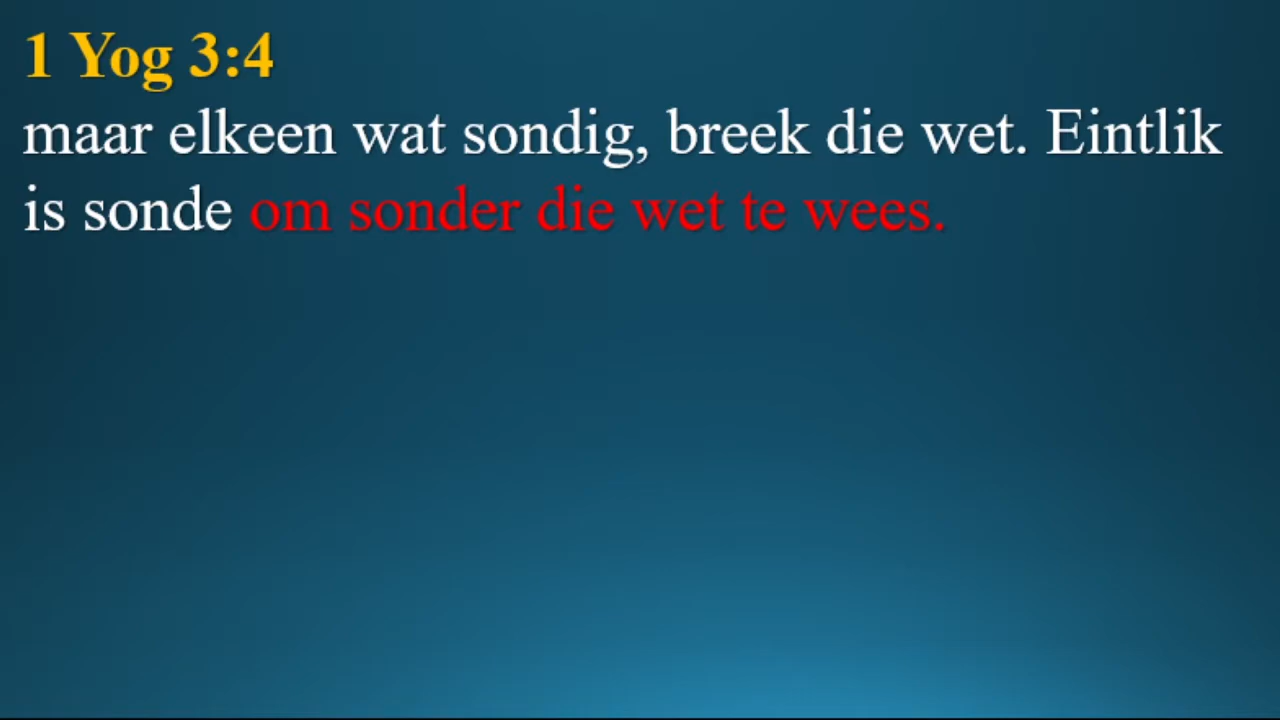 1 Yog 3:4
maar elkeen wat sondig, breek die wet. Eintlik
is sonde om sonder die wet te wees.